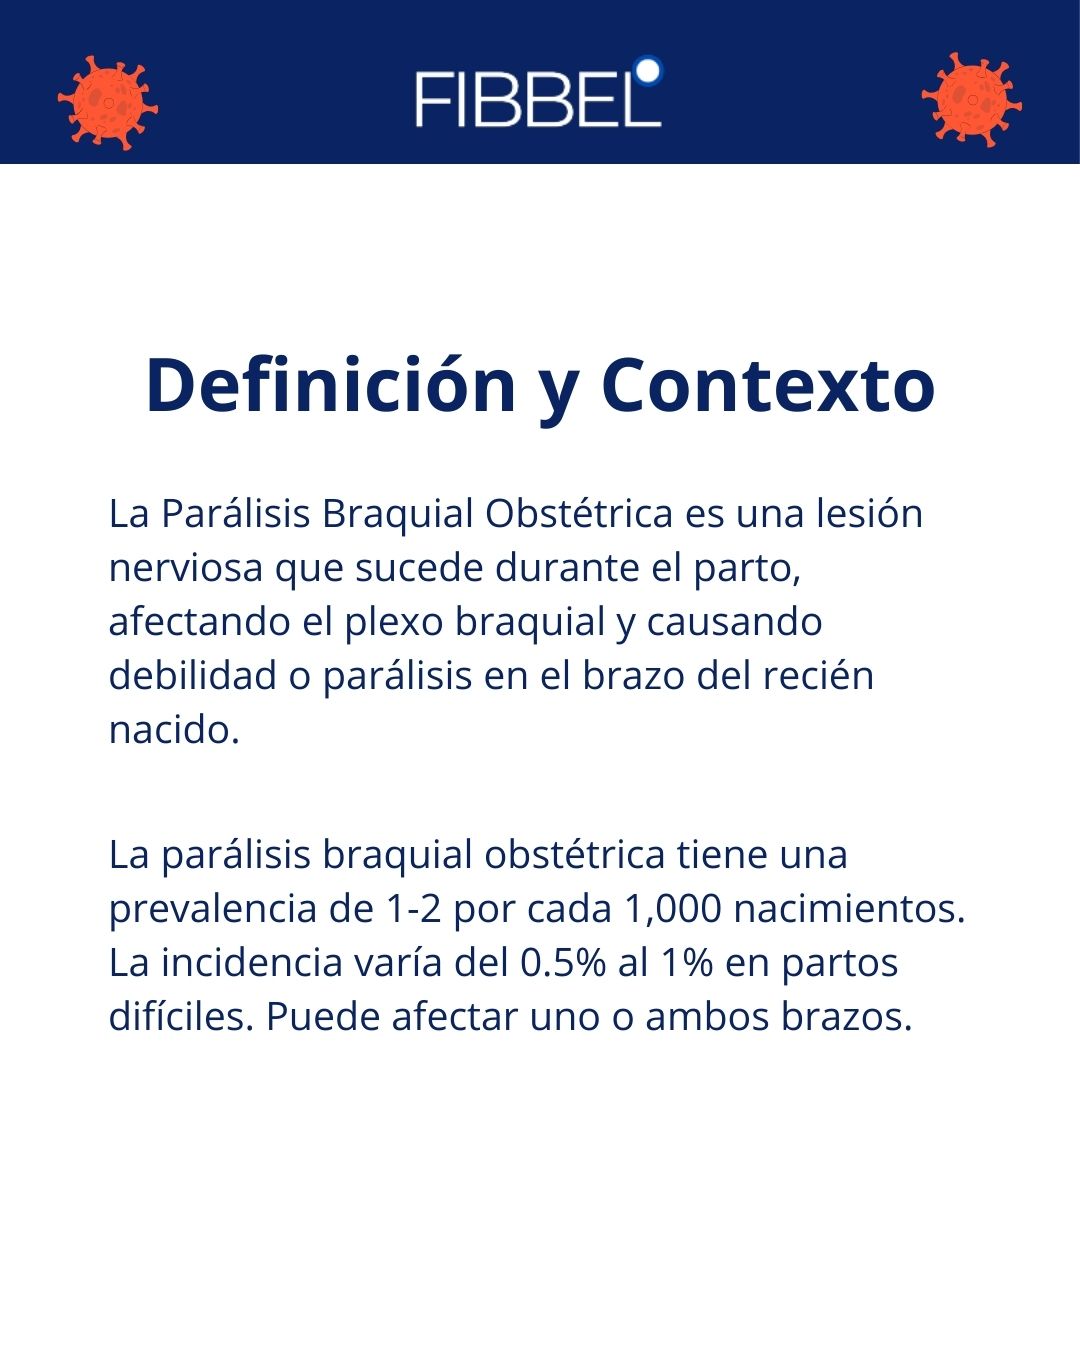 FIBBEL
Definición y Contexto
La Parálisis Braquial Obstétrica es una lesión
nerviosa que sucede durante el parto,
afectando el plexo braquial y causando
debilidad o parálisis en el brazo del recién
nacido.
La parálisis braquial obstétrica tiene una
prevalencia de 1-2 por cada 1,000 nacimientos.
La incidencia varía del 0.5% al 1% en partos
difíciles. Puede afectar uno o ambos brazos.